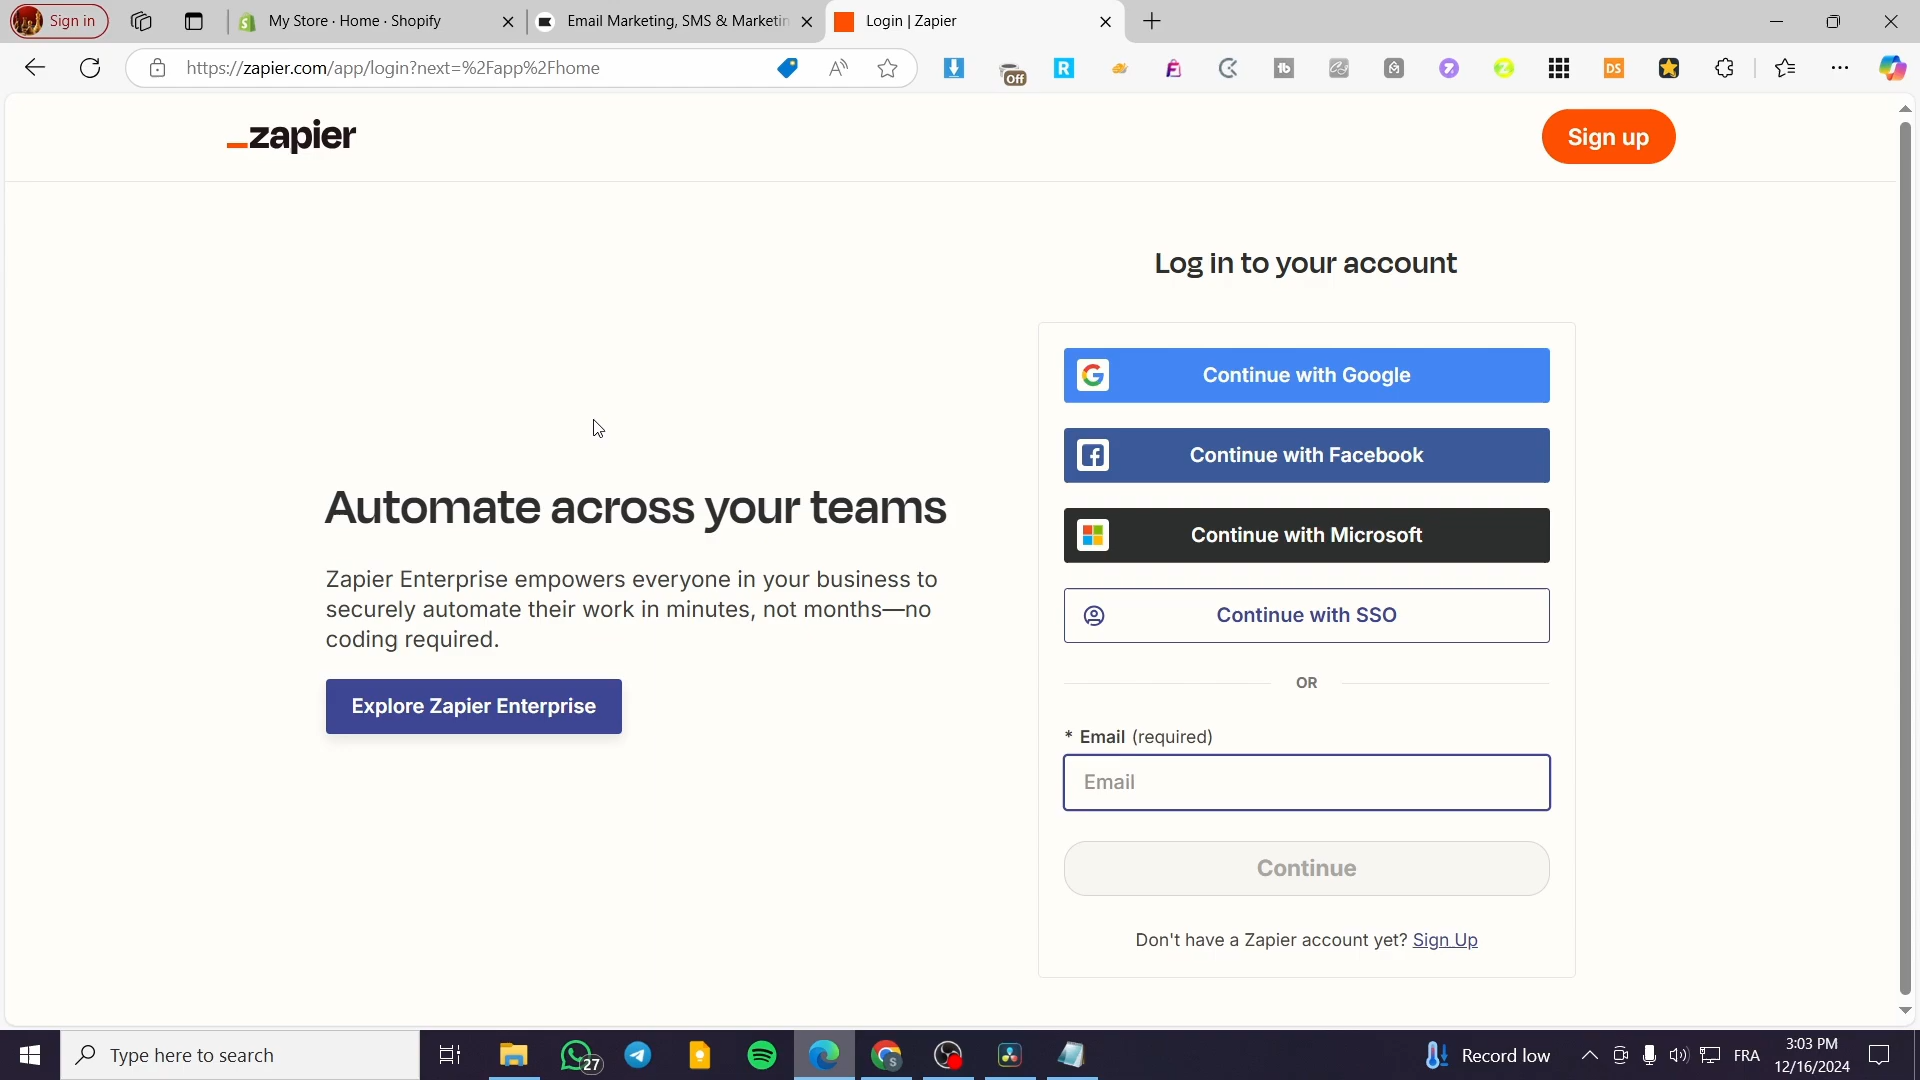 Sign in
My Store · Home · Shopify
Email Marketing, SMS & Marketin
Login | Zapier
https://zapier.com/app/login?next=%2Fapp%2Fhome
Off
R
tb
DS
zapier
Sign up
Log in to your account
Continue with Google
Continue with Facebook
Automate across your teams
Continue with Microsoft
Zapier Enterprise empowers everyone in your business to
securely automate their work in minutes, not months—no
coding required.
Continue with SSO
OR
Explore Zapier Enterprise
* Email (required)
Email
Continue
Don't have a Zapier account yet? Sign Up
Type here to search
27
Record low
FRA
3:03 PM
12/16/2024